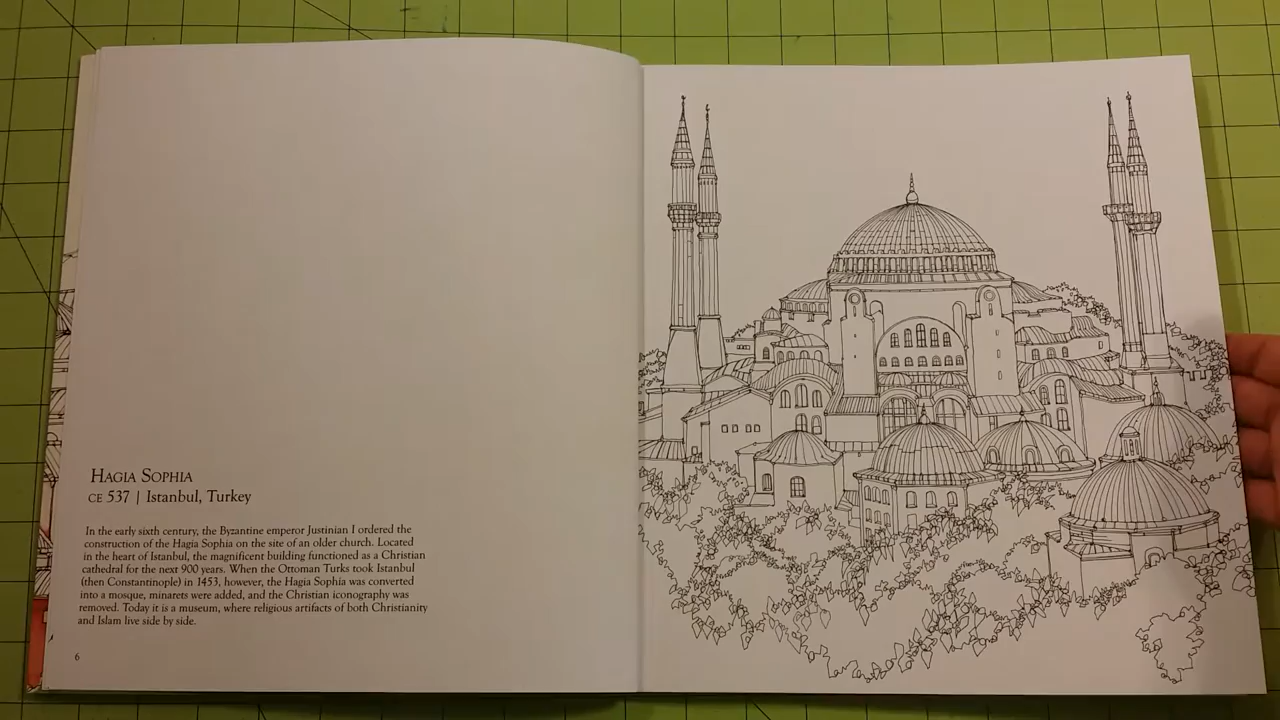 Hagia Sophia
CE 537 | Istanbul, Turkey
In the early sixth century, the Byzantine emperor Justinian I ordered the
construction of the Hagia Sophia on the site of an older church. Located
in the heart of Istanbul, the magnificent building functioned as a Christian
cathedral for the next 900 years. When the Ottoman Turks took Istanbul
(then Constantinople) in 1453, however, the Hagia Sophia was converted
into a mosque, minarets were added, and the Christian iconography was
removed. Today it is a museum, where religious artifacts of both Christianity
and Islam live side by side.
6